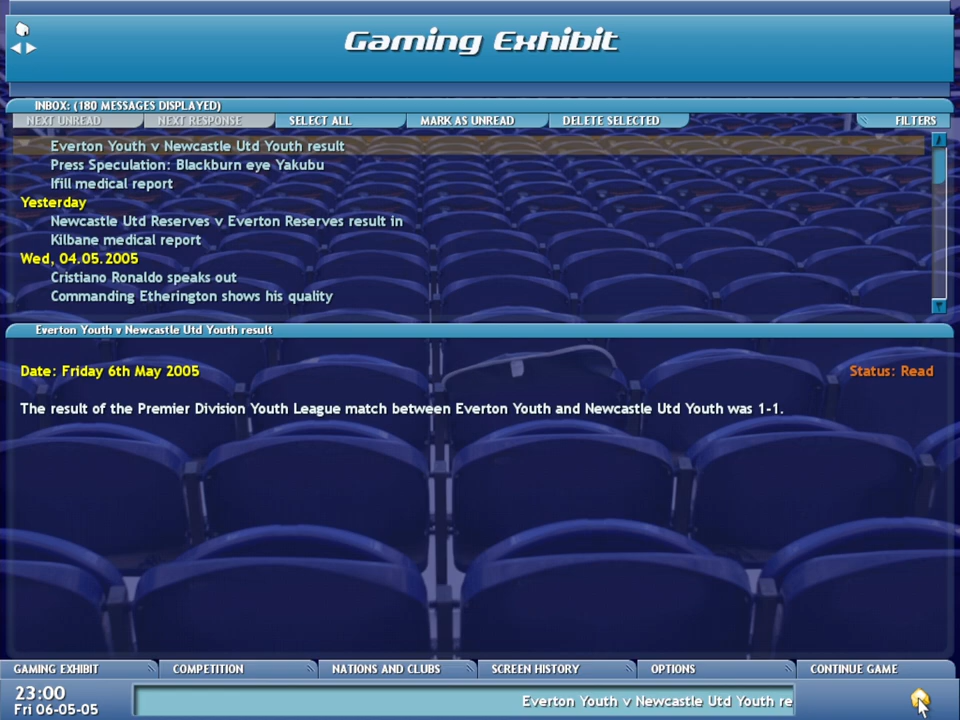 Gaming Exhibit
INBOX: (180 MESSAGES DISPLAYED)
NEXT UNREAD NEXT RESPONSE SELECT ALL MARK AS UNREAD DELETE SELECTED FILTERS
Everton Youth v Newcastle Utd Youth result
Press Speculation: Blackburn eye Yakubu
Ifill medical report
Yesterday
Newcastle Utd Reserves v Everton Reserves result in
Kilbane medical report
Wed, 04.05.2005
Cristiano Ronaldo speaks out
Commanding Etherington shows his quality
Everton Youth v Newcastle Utd Youth result
Date: Friday 6th May 2005 Status: Read
The result of the Premier Division Youth League match between Everton Youth and Newcastle Utd Youth was 1-1.
GAMING EXHIBIT COMPETITION NATIONS AND CLUBS SCREEN HISTORY OPTIONS CONTINUE GAME
23:00
Fri 06-05-05
Everton Youth v Newcastle Utd Youth re